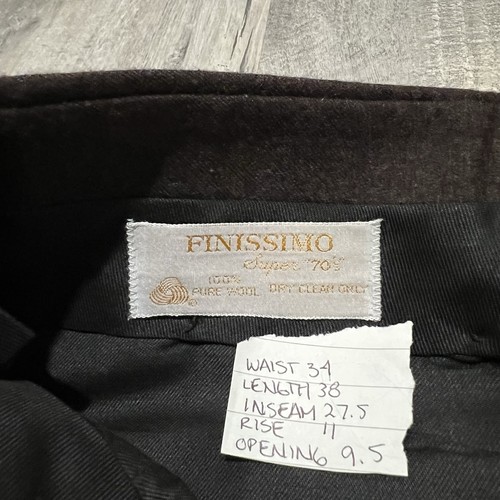 FINISSIMO
Super '70's
100%
PURE WOOL DRY CLEAN ONLY
WAIST 34
LENGTH 38
INSEAM 27.5
RISE 11
OPENING 9.5